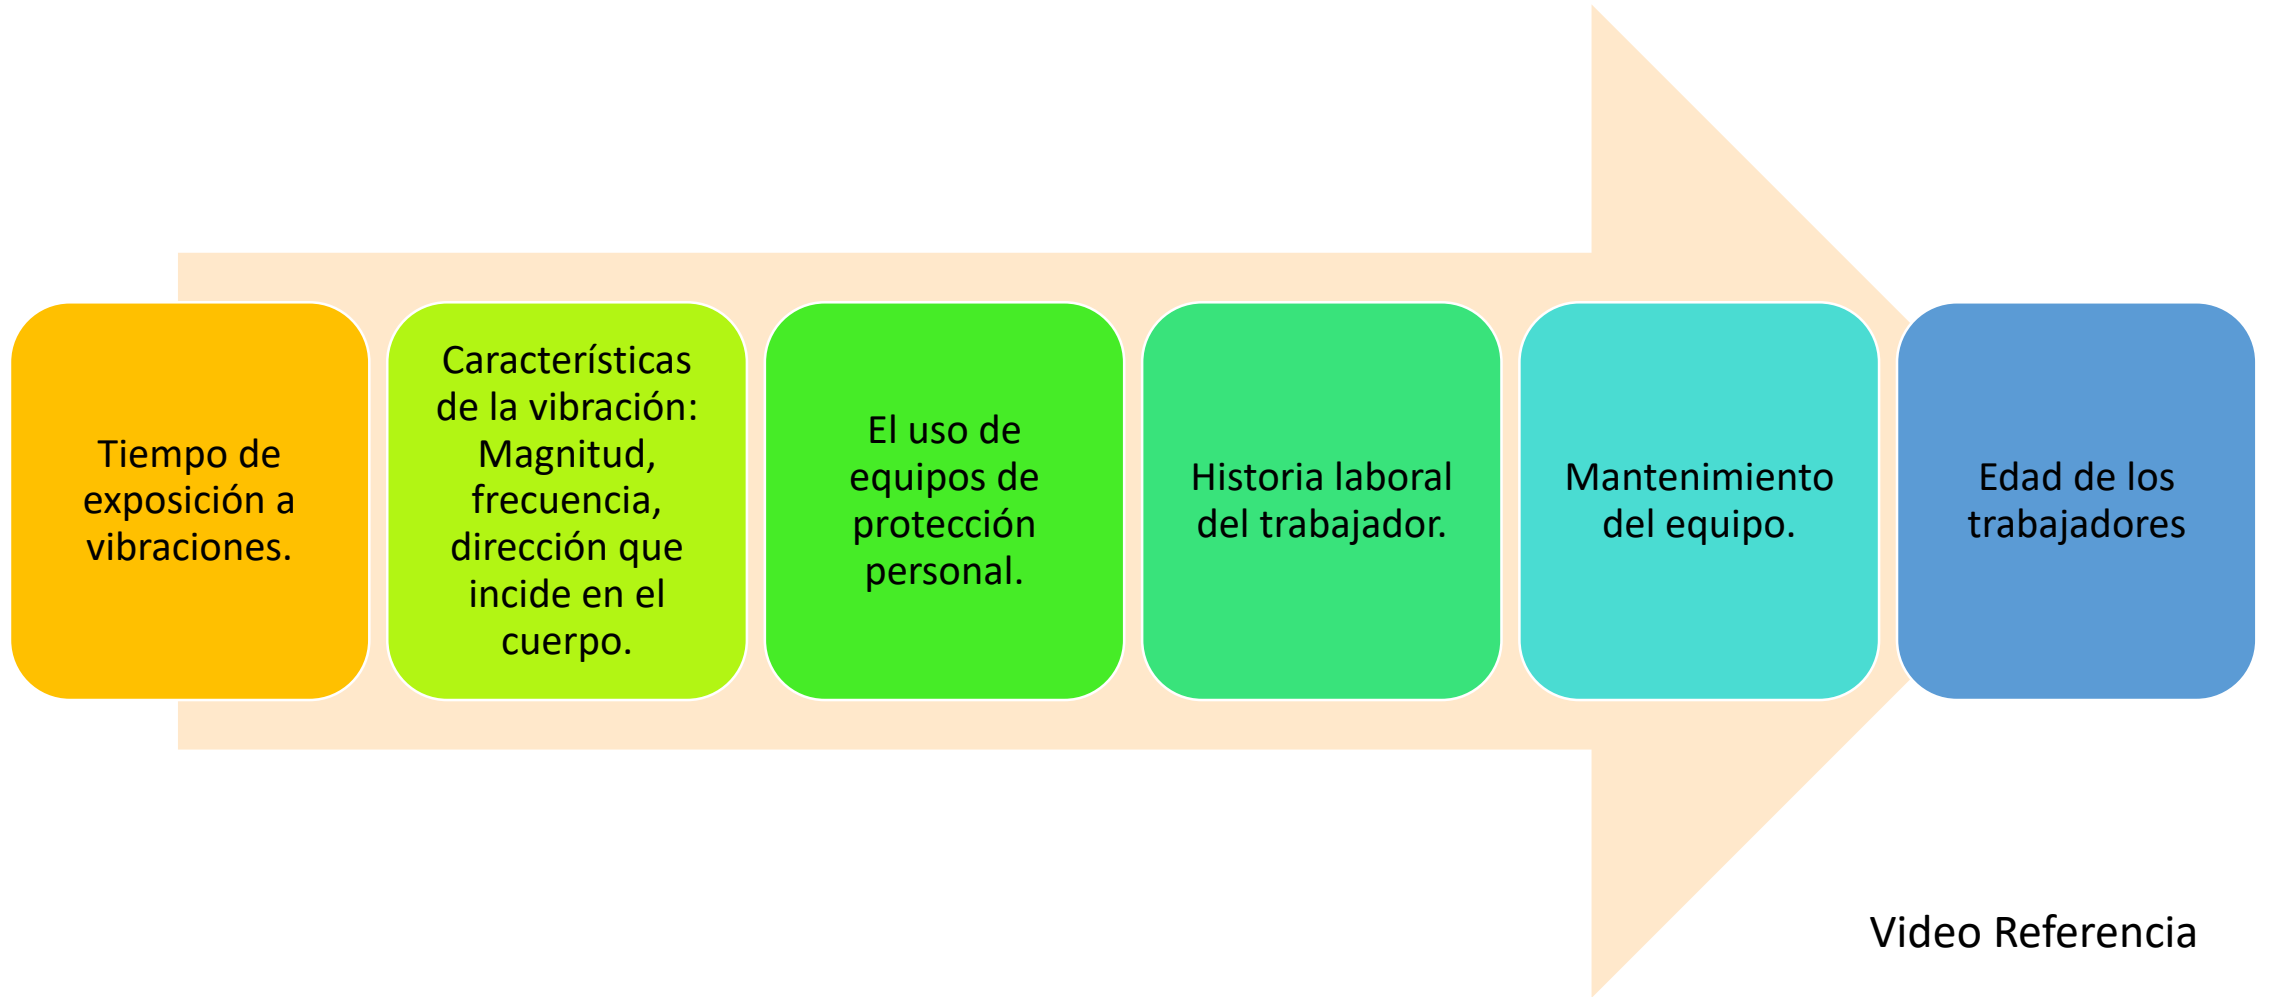 Tiempo de
exposición a
vibraciones.
Características
de la vibración:
Magnitud,
frecuencia,
dirección que
incide en el
cuerpo.
El uso de
equipos de
protección
personal.
Historia laboral
del trabajador.
Mantenimiento
del equipo.
Edad de los
trabajadores
Video Referencia